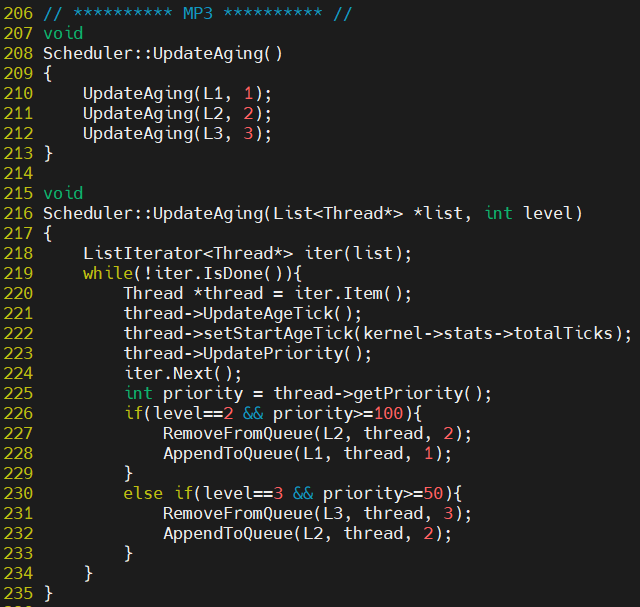 206 // ********** MP3 ********** //
207 void
208 Scheduler::UpdateAging()
209 {
210     UpdateAging(L1, 1);
211     UpdateAging(L2, 2);
212     UpdateAging(L3, 3);
213 }
214
215 void
216 Scheduler::UpdateAging(List<Thread*> *list, int level)
217 {
218     ListIterator<Thread*> iter(list);
219     while(!iter.IsDone()){
220         Thread *thread = iter.Item();
221         thread->UpdateAgeTick();
222         thread->setStartAgeTick(kernel->stats->totalTicks);
223         thread->UpdatePriority();
224         iter.Next();
225         int priority = thread->getPriority();
226         if(level==2 && priority>=100){
227             RemoveFromQueue(L2, thread, 2);
228             AppendToQueue(L1, thread, 1);
229         }
230         else if(level==3 && priority>=50){
231             RemoveFromQueue(L3, thread, 3);
232             AppendToQueue(L2, thread, 2);
233         }
234     }
235 }